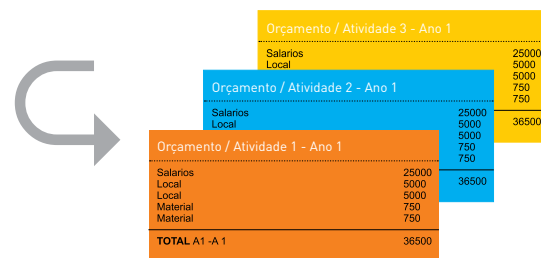 Orçamento / Atividade 3 - Ano 1
Salarios 25000
Local 5000
5000
750
750
36500
Orçamento / Atividade 2 - Ano 1
Salarios 25000
Local 5000
5000
750
750
36500
Orçamento / Atividade 1 - Ano 1
Salarios 25000
Local 5000
Local 5000
Material 750
Material 750
TOTAL A1 -A 1 36500